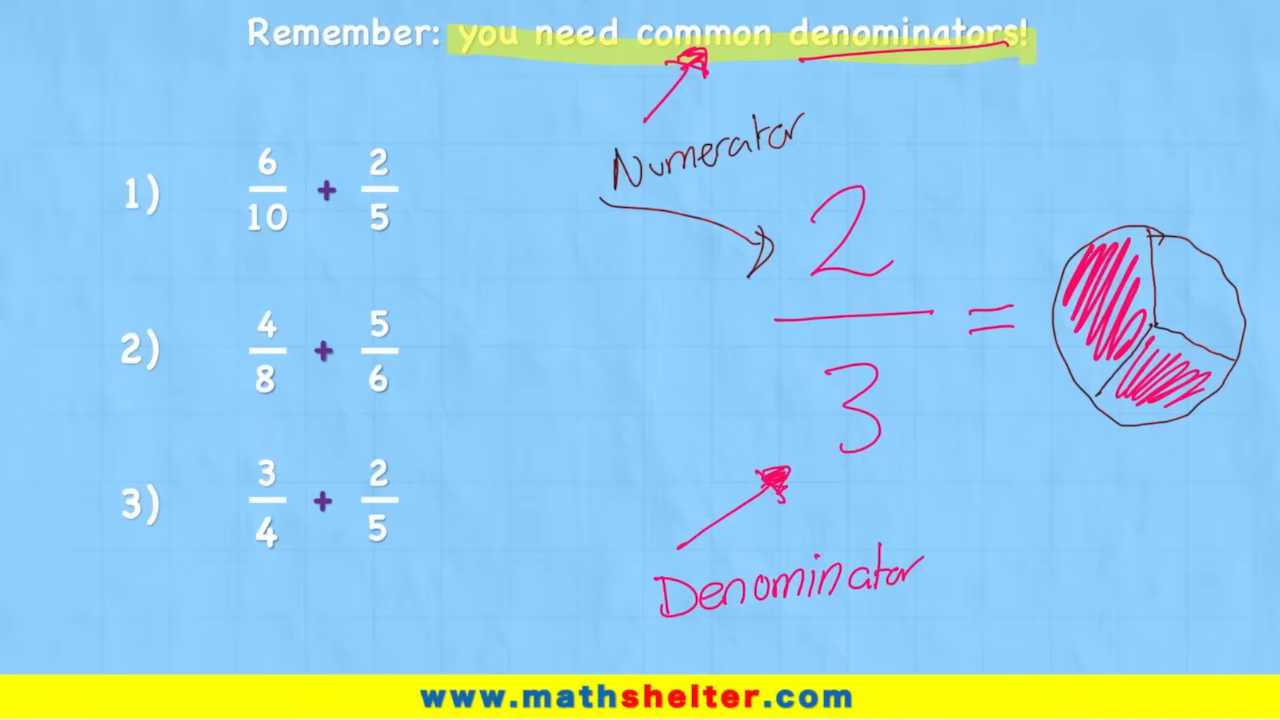 Remember: you need common denominators!
Numerator
1) 6/10 + 2/5
2/3 =
2) 4/8 + 5/6
3) 3/4 + 2/5
Denominator
www.mathshelter.com